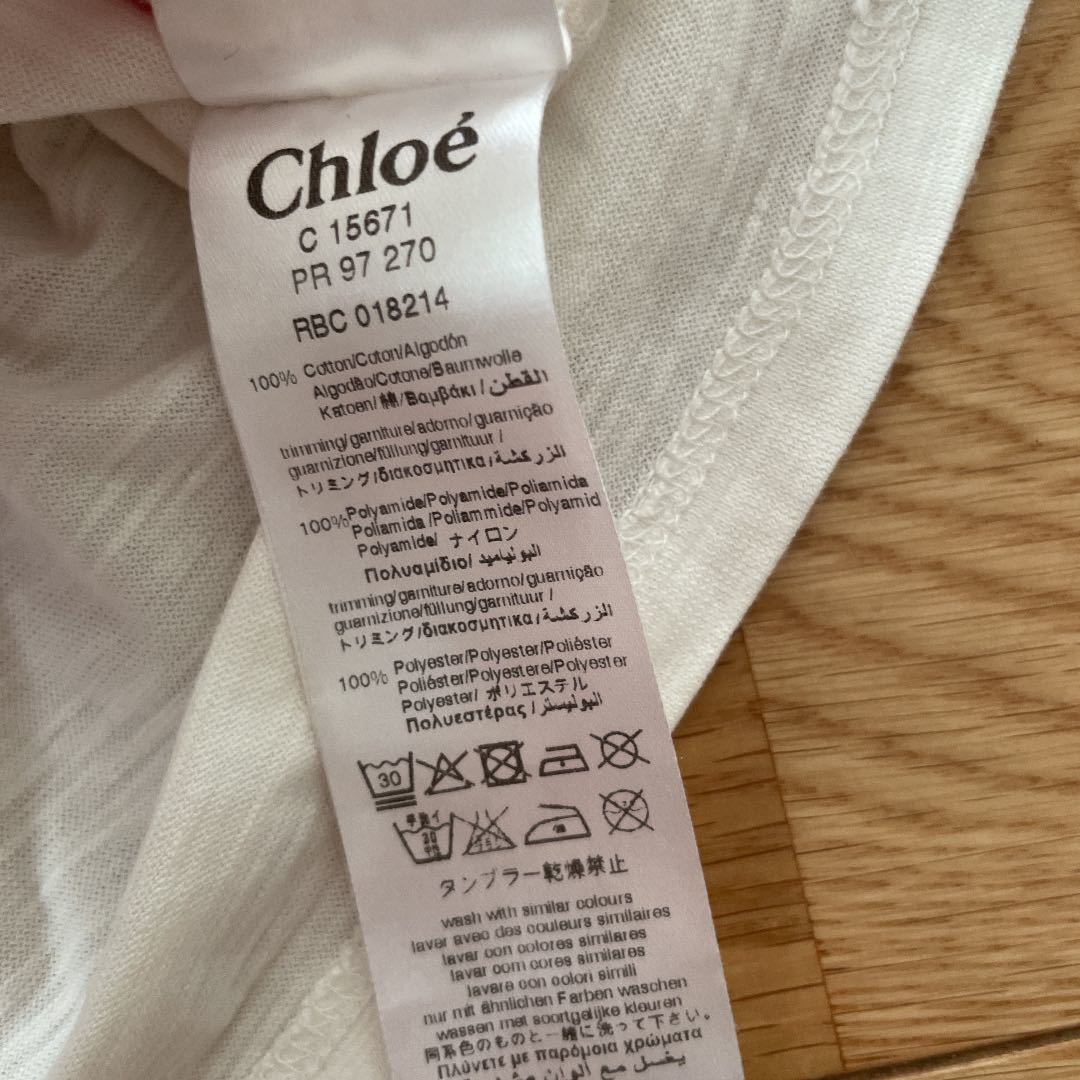 Chloé
C 15671
PR 97 270
RBC 018214
100% Cotton/Coton/Algodón
Algodão/Cotone/Baumwolle
Katoen/綿/Βαμβάκι/القطن
trimming/garniture/adorno/guarnição
guarnizione/füllung/garnituur/
トリミング/διακοσμητικα/الزركشة
100% Polyamide/Polyamide/Poliamida
Poliamida/Poliammide/Polyamid
Polyamide/ ナイロン
Πολυαμίδιο/البولياميد
trimming/garniture/adorno/guarnição
guarnizione/füllung/garnituur/
トリミング/διακοσμητικα/الزركشة
100% Polyester/Polyester/Poliéster
Poliéster/Polyestere/Polyester
Polyester/ ポリエステル
Πολυεστέρας/البوليستر
30
30
タンブラー乾燥禁止
wash with similar colours
laver avec des couleurs similaires
lavar con colores similares
lavar com cores similares
lavare con colori simili
nur mit ähnlichen Farben waschen
wassen met soortgelijke kleuren
同系色のものと一緒に洗って下さい。
Πλύνετε με παρόμοια χρώματα
يغسل مع ألوان